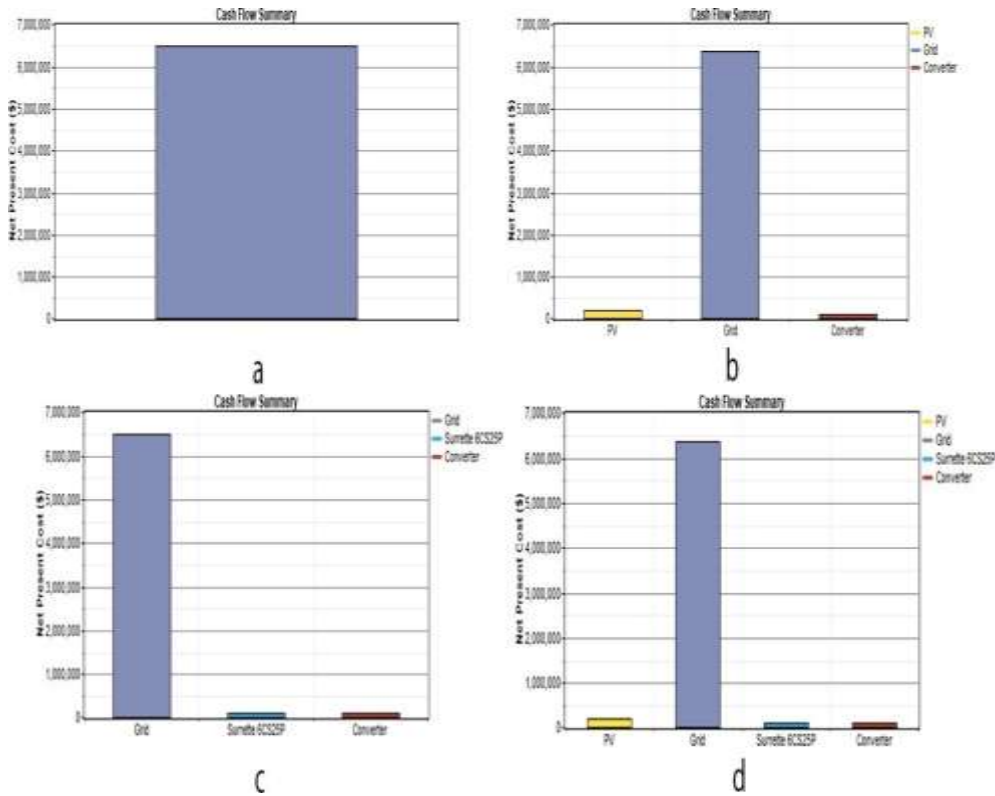 Cash Flow Summary
Net Present Cost ($)
7,000,000
6,000,000
5,000,000
4,000,000
3,000,000
2,000,000
1,000,000
0
a
Cash Flow Summary
Net Present Cost ($)
7,000,000
6,000,000
5,000,000
4,000,000
3,000,000
2,000,000
1,000,000
0
PV Grid Converter
PV
Grid
Converter
b
Cash Flow Summary
Net Present Cost ($)
7,000,000
6,000,000
5,000,000
4,000,000
3,000,000
2,000,000
1,000,000
0
Grid Surrette 6CS25P Converter
Grid
Surrette 6CS25P
Converter
c
Cash Flow Summary
Net Present Cost ($)
7,000,000
6,000,000
5,000,000
4,000,000
3,000,000
2,000,000
1,000,000
0
PV Grid Surrette 6CS25P Converter
PV
Grid
Surrette 6CS25P
Converter
d